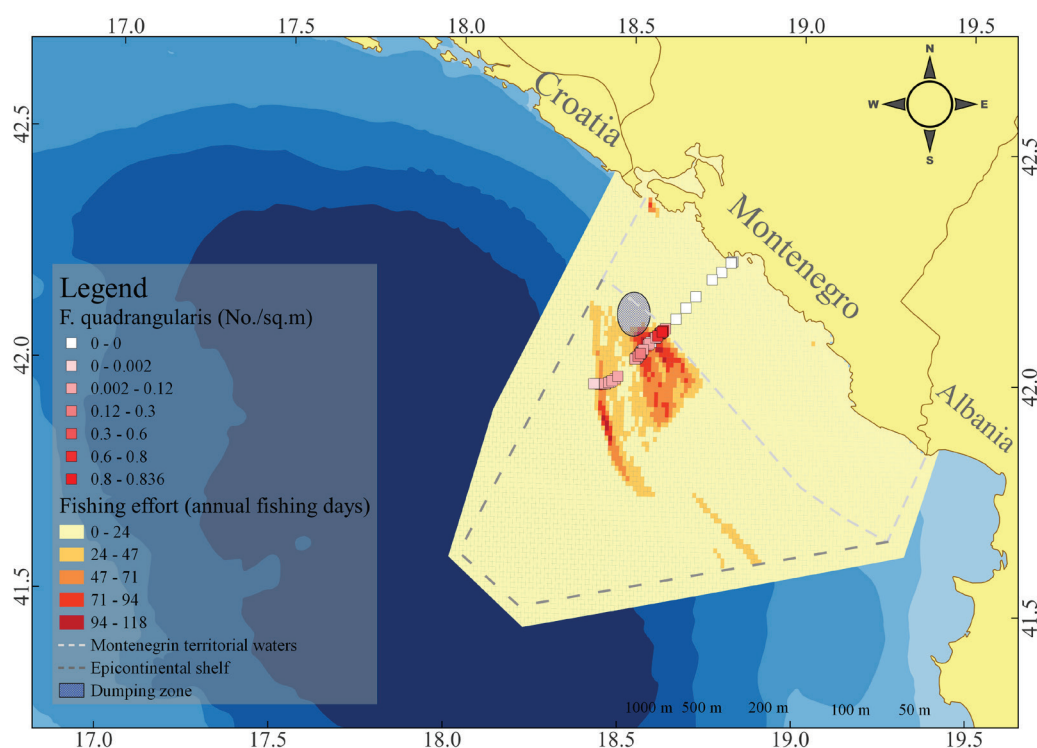 17.0 17.5 18.0 18.5 19.0 19.5
N
W E
S
Croatia
42.5 42.5
Montenegro
Legend
F. quadrangularis (No./sq.m)
0 - 0
0 - 0.002
0.002 - 0.12
0.12 - 0.3
0.3 - 0.6
0.6 - 0.8
0.8 - 0.836
42.0 42.0
Albania
Fishing effort (annual fishing days)
0 - 24
24 - 47
47 - 71
71 - 94
94 - 118
Montenegrin territorial waters
Epicontinental shelf
Dumping zone
41.5 41.5
1000 m 500 m 200 m 100 m 50 m
17.0 17.5 18.0 18.5 19.0 19.5